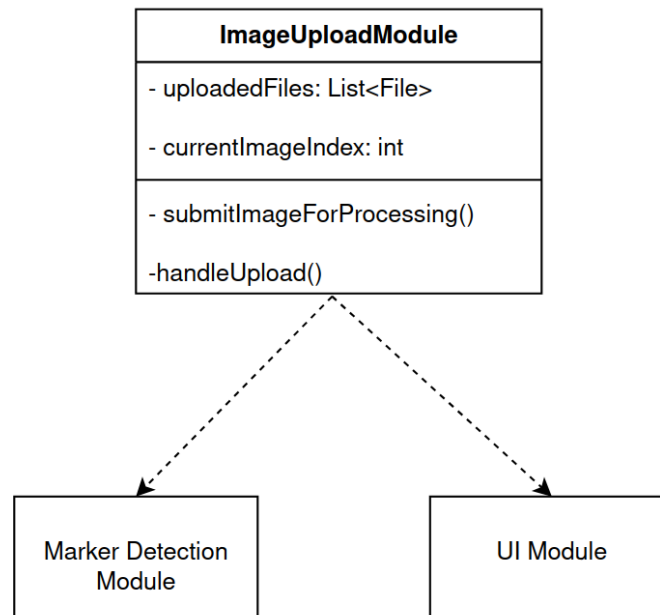 ImageUploadModule
- uploadedFiles: List<File>
- currentImageIndex: int
- submitImageForProcessing()
-handleUpload()
Marker Detection
Module
UI Module